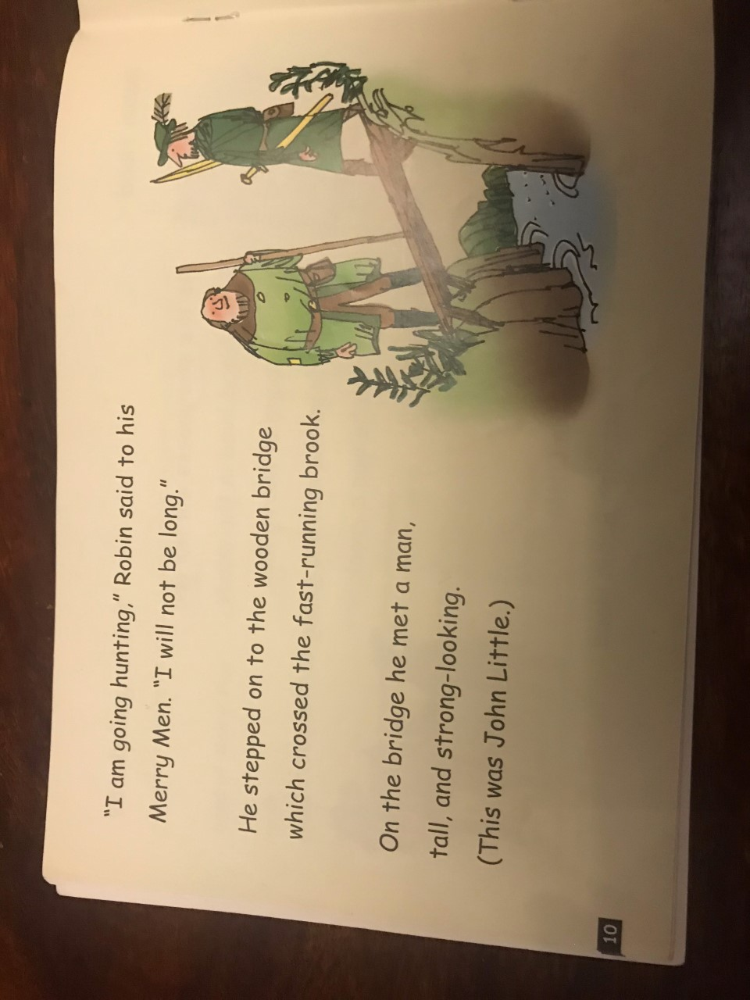 "I am going hunting," Robin said to his
Merry Men. "I will not be long."
He stepped on to the wooden bridge
which crossed the fast-running brook.
On the bridge he met a man,
tall, and strong-looking.
(This was John Little.)
10